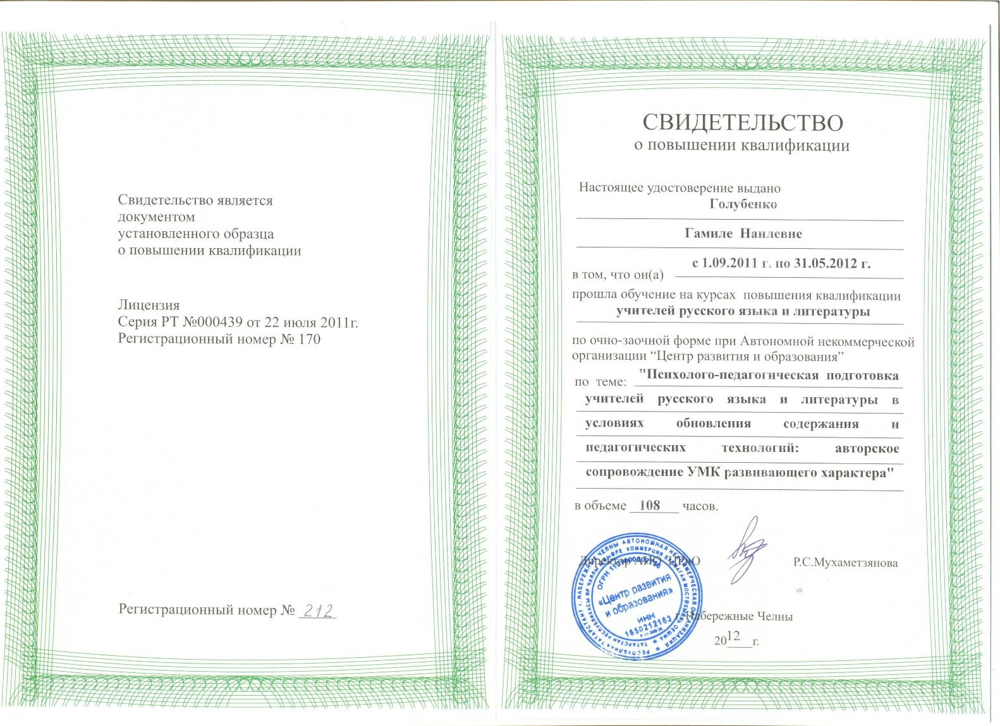 Свидетельство является
документом
установленного образца
о повышении квалификации
Лицензия
Серия РТ №000439 от 22 июля 2011г.
Регистрационный номер № 170
Регистрационный номер № 212
СВИДЕТЕЛЬСТВО
о повышении квалификации
Настоящее удостоверение выдано
Голубенко
Гамиле Наилевне
с 1.09.2011 г. по 31.05.2012 г.
в том, что он(а)
прошла обучение на курсах повышения квалификации
учителей русского языка и литературы
по очно-заочной форме при Автономной некоммерческой
организации “Центр развития и образования”
по теме: "Психолого-педагогическая подготовка
учителей русского языка и литературы в
условиях обновления содержания и
педагогических технологий: авторское
сопровождение УМК развивающего характера"
в объеме 108 часов.
Директор АНО ЦРиО Р.С.Мухаметзянова
г. Набережные Челны
2012 г.
«Центр развития
и образования»
ИНН
1650212163